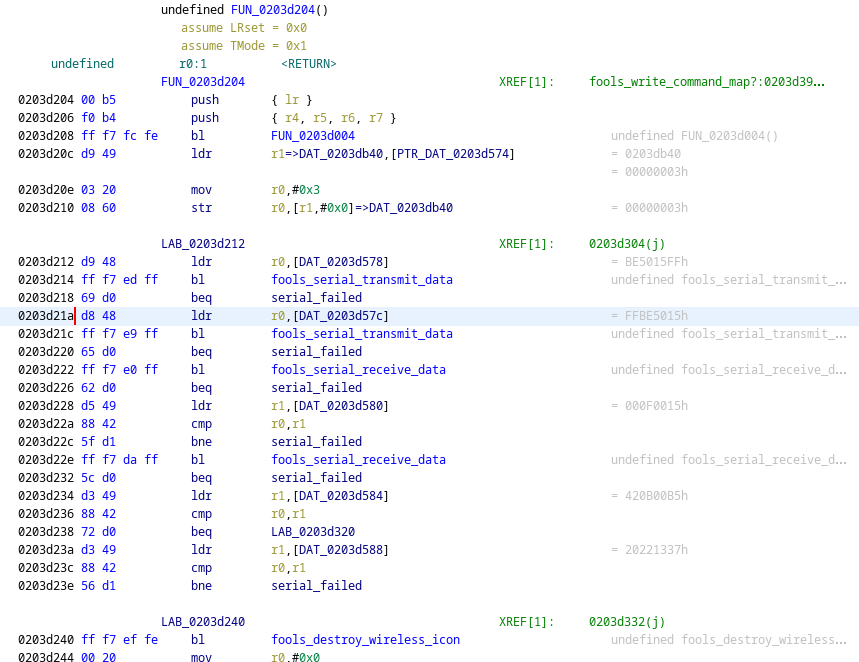 undefined FUN_0203d204()
assume LRset = 0x0
assume TMode = 0x1
undefined r0:1 <RETURN>
FUN_0203d204 XREF[1]: fools_write_command_map?:0203d39...
0203d204 00 b5 push { lr }
0203d206 f0 b4 push { r4, r5, r6, r7 }
0203d208 ff f7 fc fe bl FUN_0203d004 undefined FUN_0203d004()
0203d20c d9 49 ldr r1=>DAT_0203db40,[PTR_DAT_0203d574] = 0203db40
= 00000003h
0203d20e 03 20 mov r0,#0x3
0203d210 08 60 str r0,[r1,#0x0]=>DAT_0203db40 = 00000003h
LAB_0203d212 XREF[1]: 0203d304(j)
0203d212 d9 48 ldr r0,[DAT_0203d578] = BE5015FFh
0203d214 ff f7 ed ff bl fools_serial_transmit_data undefined fools_serial_transmit_...
0203d218 69 d0 beq serial_failed
0203d21a d8 48 ldr r0,[DAT_0203d57c] = FFBE5015h
0203d21c ff f7 e9 ff bl fools_serial_transmit_data undefined fools_serial_transmit_...
0203d220 65 d0 beq serial_failed
0203d222 ff f7 e0 ff bl fools_serial_receive_data undefined fools_serial_receive_d...
0203d226 62 d0 beq serial_failed
0203d228 d5 49 ldr r1,[DAT_0203d580] = 000F0015h
0203d22a 88 42 cmp r0,r1
0203d22c 5f d1 bne serial_failed
0203d22e ff f7 da ff bl fools_serial_receive_data undefined fools_serial_receive_d...
0203d232 5c d0 beq serial_failed
0203d234 d3 49 ldr r1,[DAT_0203d584] = 420B00B5h
0203d236 88 42 cmp r0,r1
0203d238 72 d0 beq LAB_0203d320
0203d23a d3 49 ldr r1,[DAT_0203d588] = 20221337h
0203d23c 88 42 cmp r0,r1
0203d23e 56 d1 bne serial_failed
LAB_0203d240 XREF[1]: 0203d332(j)
0203d240 ff f7 ef fe bl fools_destroy_wireless_icon undefined fools_destroy_wireless...
0203d244 00 20 mov r0,#0x0